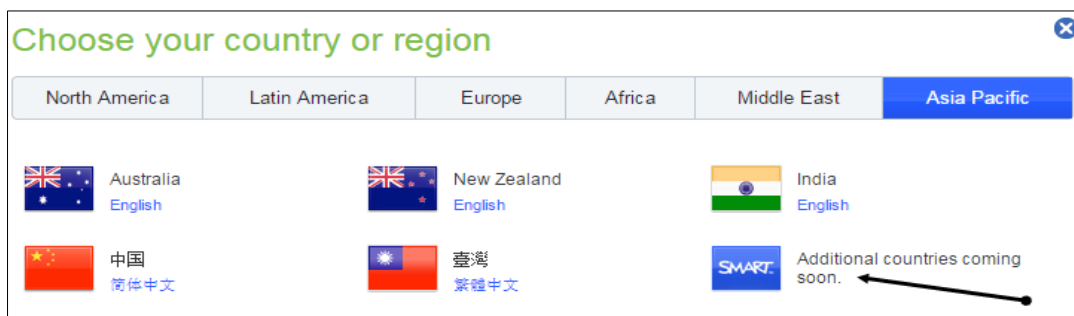 Choose your country or region
North America
Latin America
Europe
Africa
Middle East
Asia Pacific
Australia
English
New Zealand
English
India
English
中国
简体中文
臺灣
繁體中文
SMART
Additional countries coming
soon.